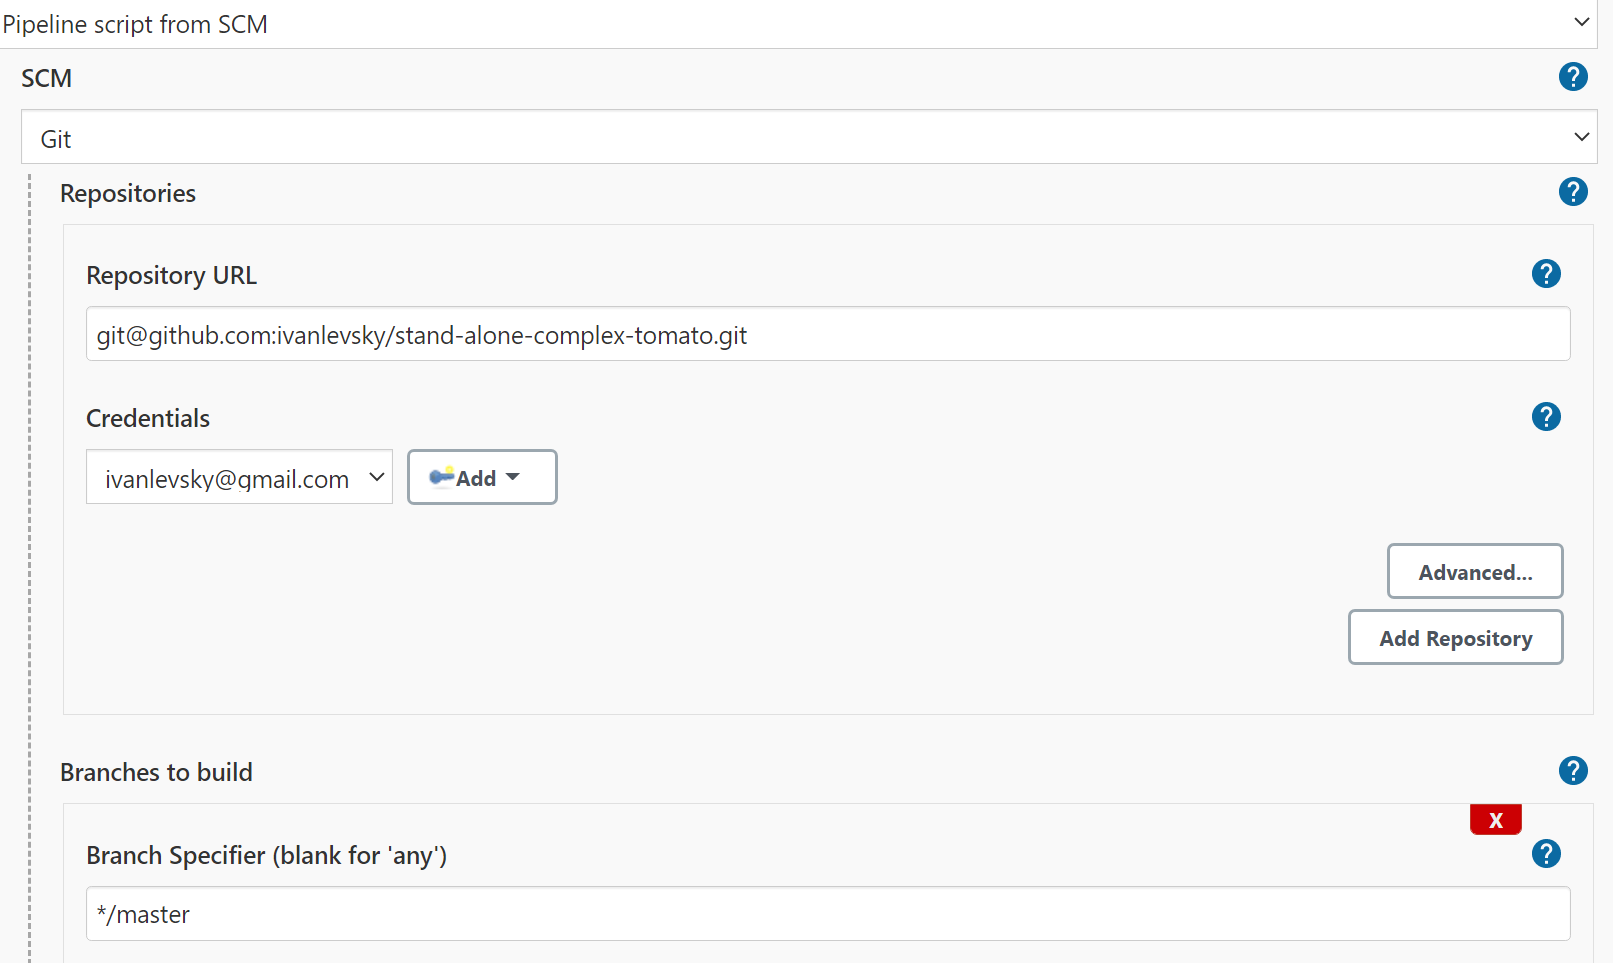 Pipeline script from SCM
SCM
?
Git
Repositories
?
Repository URL
?
git@github.com:ivanlevsky/stand-alone-complex-tomato.git
Credentials
?
ivanlevsky@gmail.com
Add
Advanced...
Add Repository
Branches to build
?
X
Branch Specifier (blank for 'any')
?
*/master